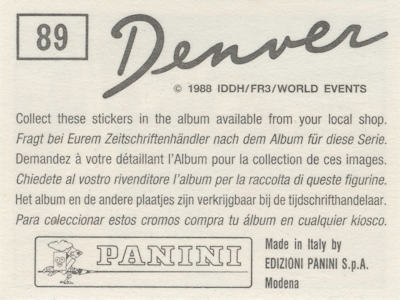 89
Denver
© 1988 IDDH/FR3/WORLD EVENTS
Collect these stickers in the album available from your local shop.
Fragt bei Eurem Zeitschriftenhändler nach dem Album für diese Serie.
Demandez à votre détaillant l'Album pour la collection de ces images.
Chiedete al vostro rivenditore l'album per la raccolta di queste figurine.
Het album en de andere plaatjes zijn verkrijgbaar bij de tijdschrifthandelaar.
Para coleccionar estos cromos compra tu álbum en cualquier kiosco.
PANINI
Made in Italy by
EDIZIONI PANINI S.p.A.
Modena